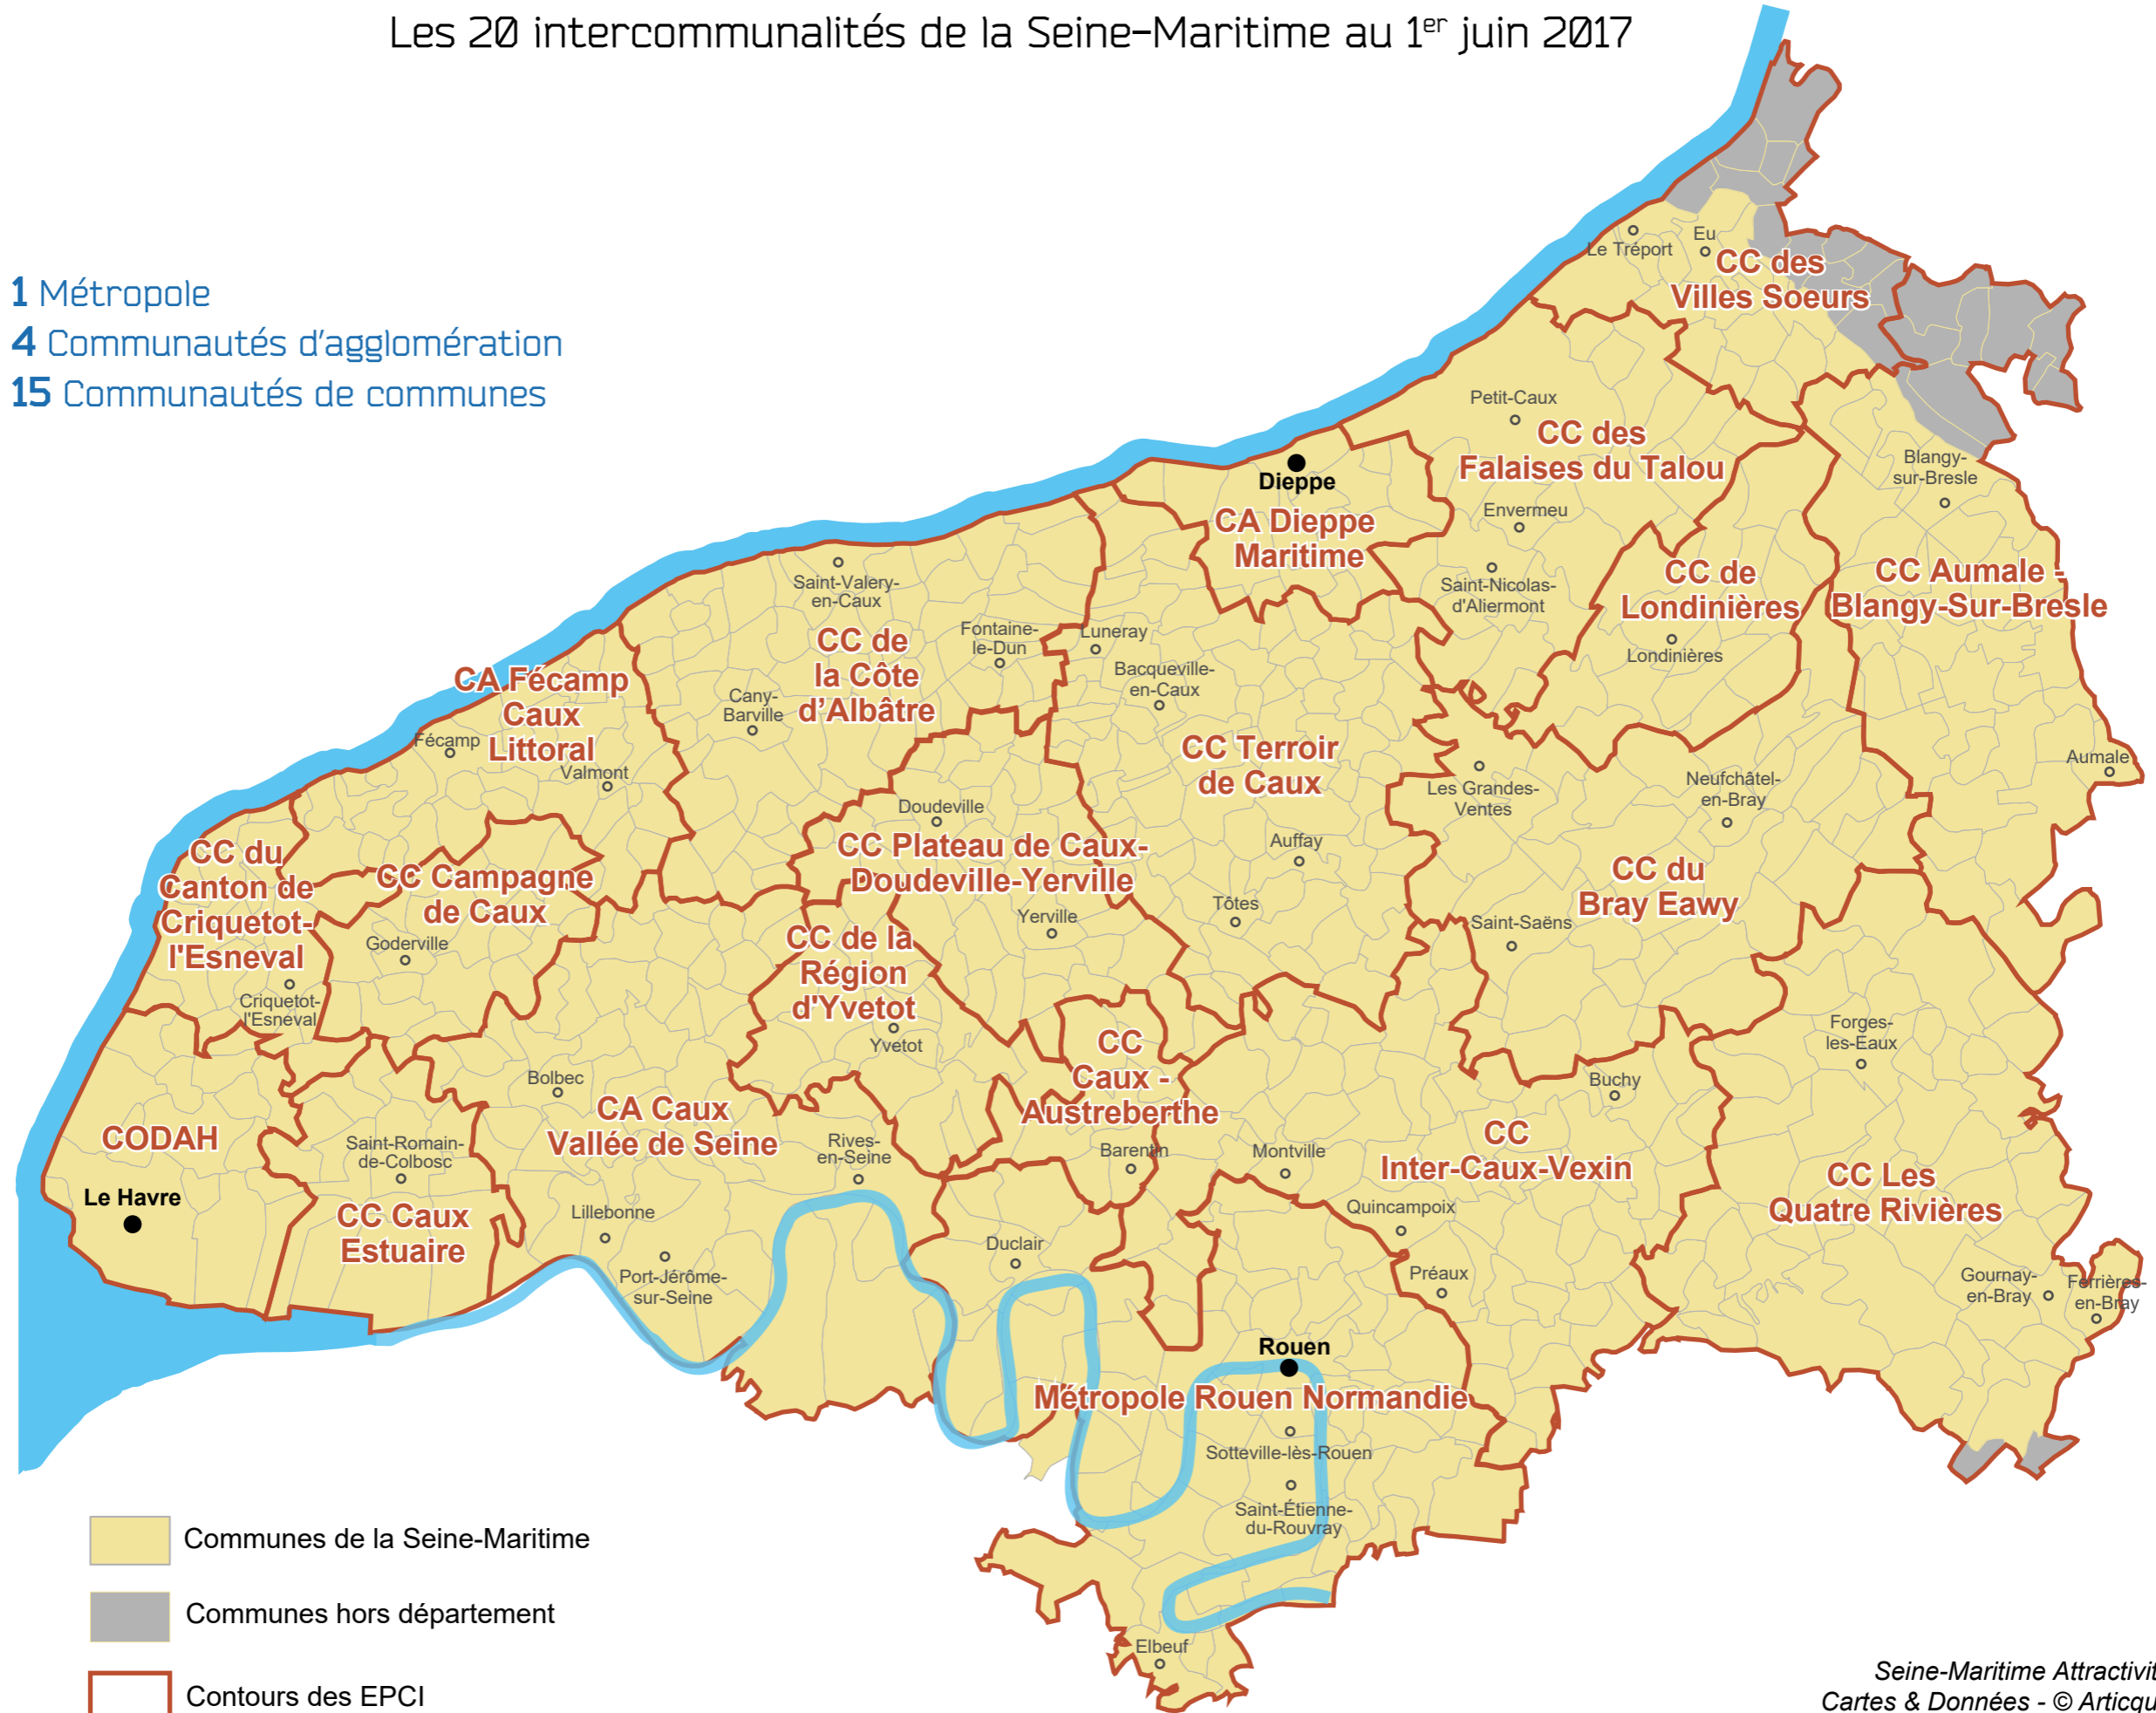 Les 20 intercommunalités de la Seine-Maritime au 1er juin 2017
1 Métropole
4 Communautés d'agglomération
15 Communautés de communes
Le Tréport
Eu
CC des
Villes Soeurs
Petit-Caux
CC des
Falaises du Talou
Envermeu
Saint-Nicolas-
d'Aliermont
Blangy-
sur-Bresle
CC Aumale -
Blangy-Sur-Bresle
Aumale
CC de
Londinières
Londinières
Dieppe
CA Dieppe
Maritime
Saint-Valery-
en-Caux
CC de
la Côte
d'Albâtre
Fontaine-
le-Dun
Cany-
Barville
Luneray
Bacqueville-
en-Caux
CC Terroir
de Caux
Auffay
Tôtes
CA Fécamp
Caux
Littoral
Fécamp
Valmont
Les Grandes-
Ventes
Neufchâtel-
en-Bray
CC du
Bray Eawy
Saint-Saëns
Doudeville
CC Plateau de Caux-
Doudeville-Yerville
Yerville
CC du
Canton de
Criquetot-
l'Esneval
Criquetot-
l'Esneval
CC Campagne
de Caux
Goderville
CC de la
Région
d'Yvetot
Yvetot
CC
Caux -
Austreberthe
Barentin
Forges-
les-Eaux
CC Les
Quatre Rivières
Gournay-
en-Bray
Ferrières-
en-Bray
Buchy
CC
Inter-Caux-Vexin
Montville
Quincampoix
Préaux
Bolbec
CA Caux
Vallée de Seine
Rives-
en-Seine
Lillebonne
Port-Jérôme-
sur-Seine
CODAH
Le Havre
Saint-Romain-
de-Colbosc
CC Caux
Estuaire
Duclair
Rouen
Métropole Rouen Normandie
Sotteville-lès-Rouen
Saint-Étienne-
du-Rouvray
Elbeuf
Communes de la Seine-Maritime
Communes hors département
Contours des EPCI
Seine-Maritime Attractivit
Cartes & Données - © Articqu